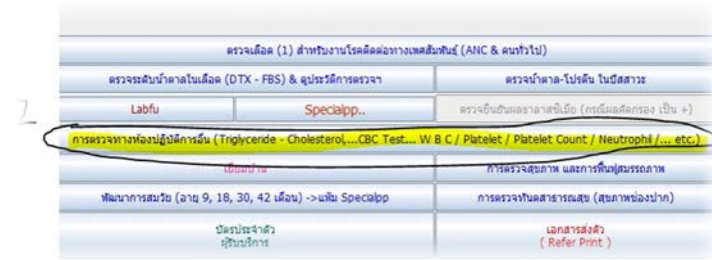 2
ตรวจเลือด (1) สำหรับงานโรคติดต่อทางเพศสัมพันธ์ (ANC & คนทั่วไป)
ตรวจระดับน้ำตาลในเลือด (DTX - FBS) & ดูประวัติการตรวจฯ
ตรวจน้ำตาล-โปรตีน ในปัสสาวะ
Labfu
Specialpp..
ตรวจยืนยันผลธาลาสซีเมีย (กรณีผลคัดกรอง เป็น +)
การตรวจทางห้องปฏิบัติการอื่น (Triglyceride - Cholesterol,...CBC Test... W B C / Platelet / Platelet Count / Neutrophil /... etc.)
เยี่ยมบ้าน
การตรวจสุขภาพ และการฟื้นฟูสมรรถภาพ
พัฒนาการสมวัย (อายุ 9, 18, 30, 42 เดือน) ->แฟ้ม Specialpp
การตรวจทันตสาธารณสุข (สุขภาพช่องปาก)
บัตรประจำตัว
ผู้รับบริการ
เอกสารส่งตัว
( Refer Print )